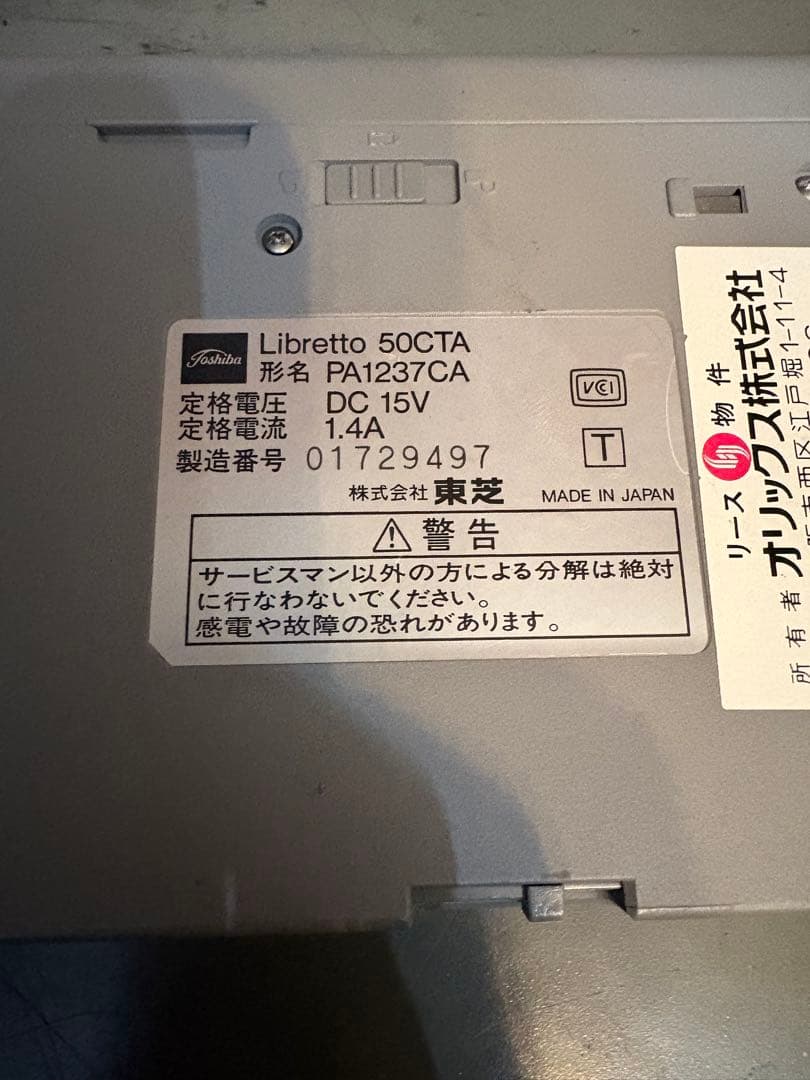 Toshiba
Libretto 50CTA
形名 PA1237CA
定格電圧 DC 15V
定格電流 1.4A
製造番号 01729497
VCI
T
株式会社 東芝 MADE IN JAPAN
警告
サービスマン以外の方による分解は絶対
に行なわないでください。
感電や故障の恐れがあります。
リース物件
オリックス株式会社
所有者
江戸堀1-11-4